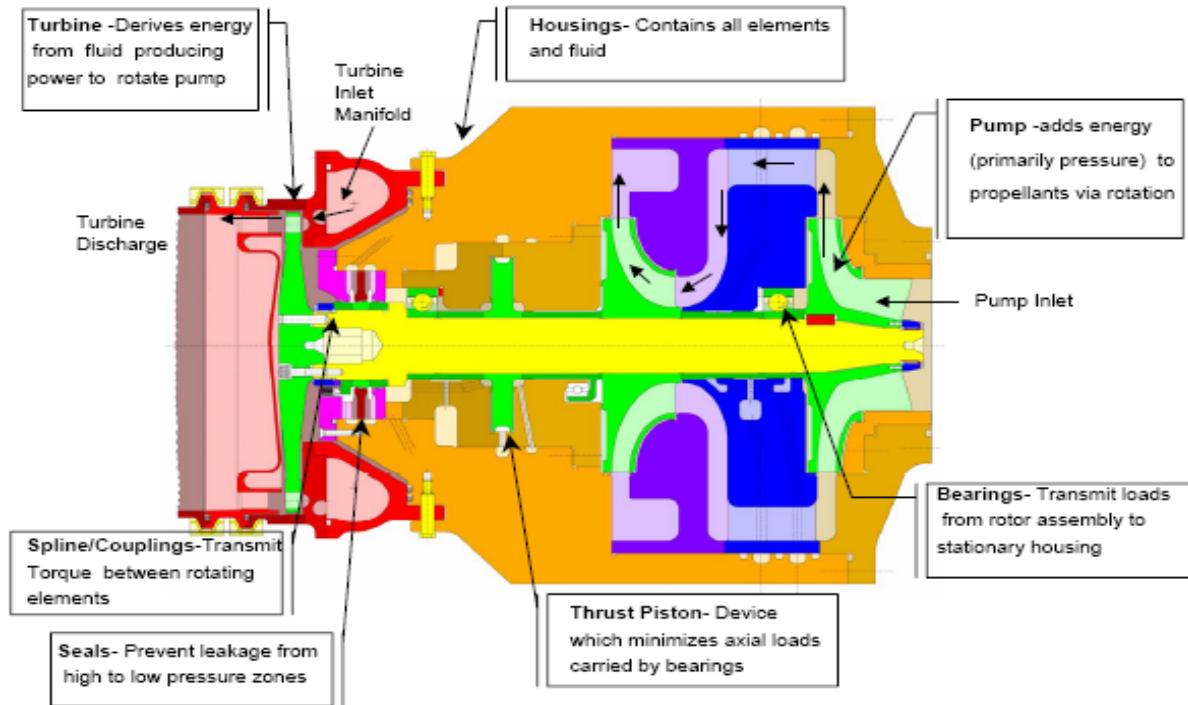 Turbine -Derives energy
from fluid producing
power to rotate pump
Housings- Contains all elements
and fluid
Turbine
Inlet
Manifold
Pump -adds energy
(primarily pressure) to
propellants via rotation
Turbine
Discharge
Pump Inlet
Bearings- Transmit loads
from rotor assembly to
stationary housing
Spline/Couplings-Transmit
Torque between rotating
elements
Thrust Piston- Device
which minimizes axial loads
carried by bearings
Seals- Prevent leakage from
high to low pressure zones